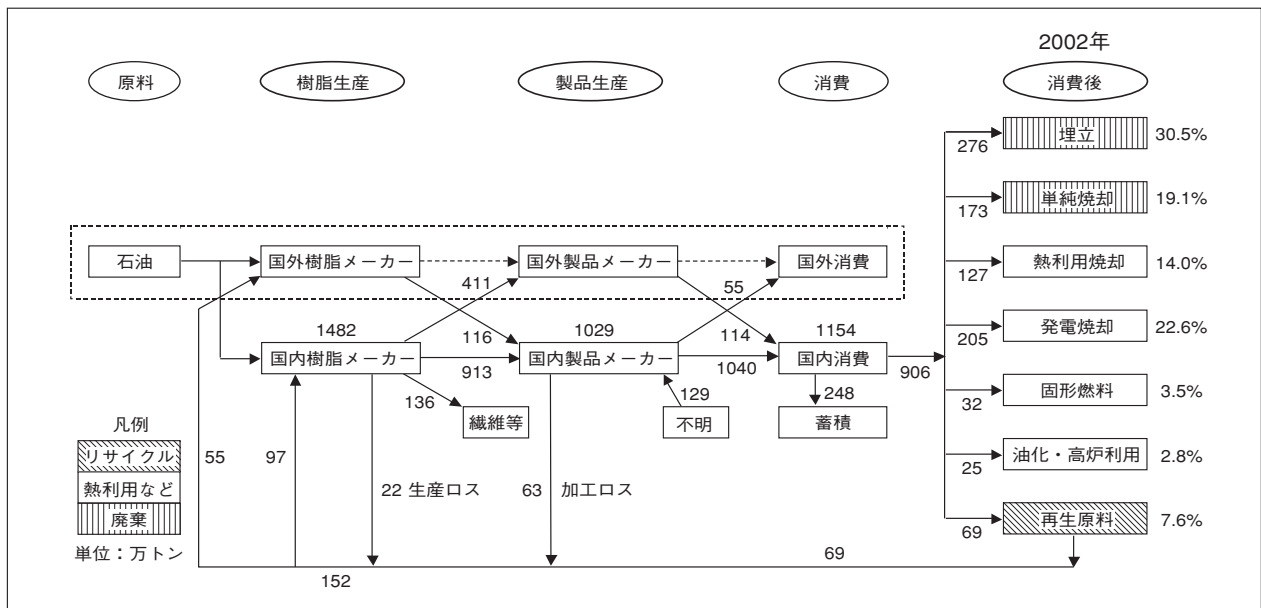 2002年
原料
樹脂生産
製品生産
消費
消費後
276
埋立
30.5%
173
単純焼却
19.1%
石油
国外樹脂メーカー
国外製品メーカー
国外消費
127
熱利用焼却
14.0%
411
55
1482
116
1029
114
1154
205
発電焼却
22.6%
国内樹脂メーカー
913
国内製品メーカー
1040
国内消費
906
136
129
248
32
固形燃料
3.5%
繊維等
不明
蓄積
凡例
リサイクル
熱利用など
廃棄
単位：万トン
55
97
22 生産ロス
63
加工ロス
25
油化・高炉利用
2.8%
69
再生原料
7.6%
69
152